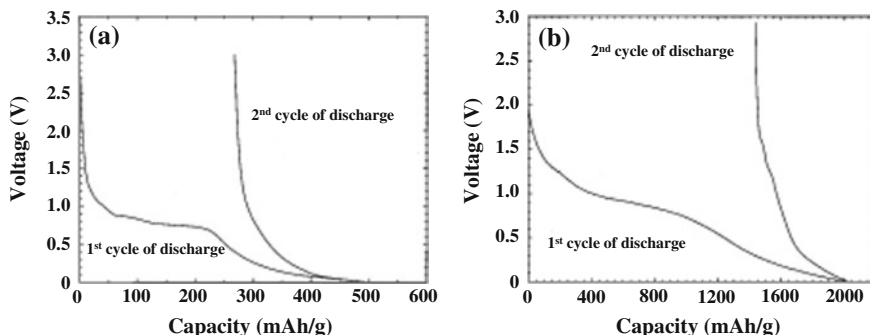 (a)
3.5
3.0
2.5
2.0
1.5
1.0
0.5
0
Voltage (V)
2nd cycle of discharge
1st cycle of discharge
0 100 200 300 400 500 600
Capacity (mAh/g)
(b)
3.0
2.5
2.0
1.5
1.0
0.5
0
Voltage (V)
2nd cycle of discharge
1st cycle of discharge
0 400 800 1200 1600 2000
Capacity (mAh/g)